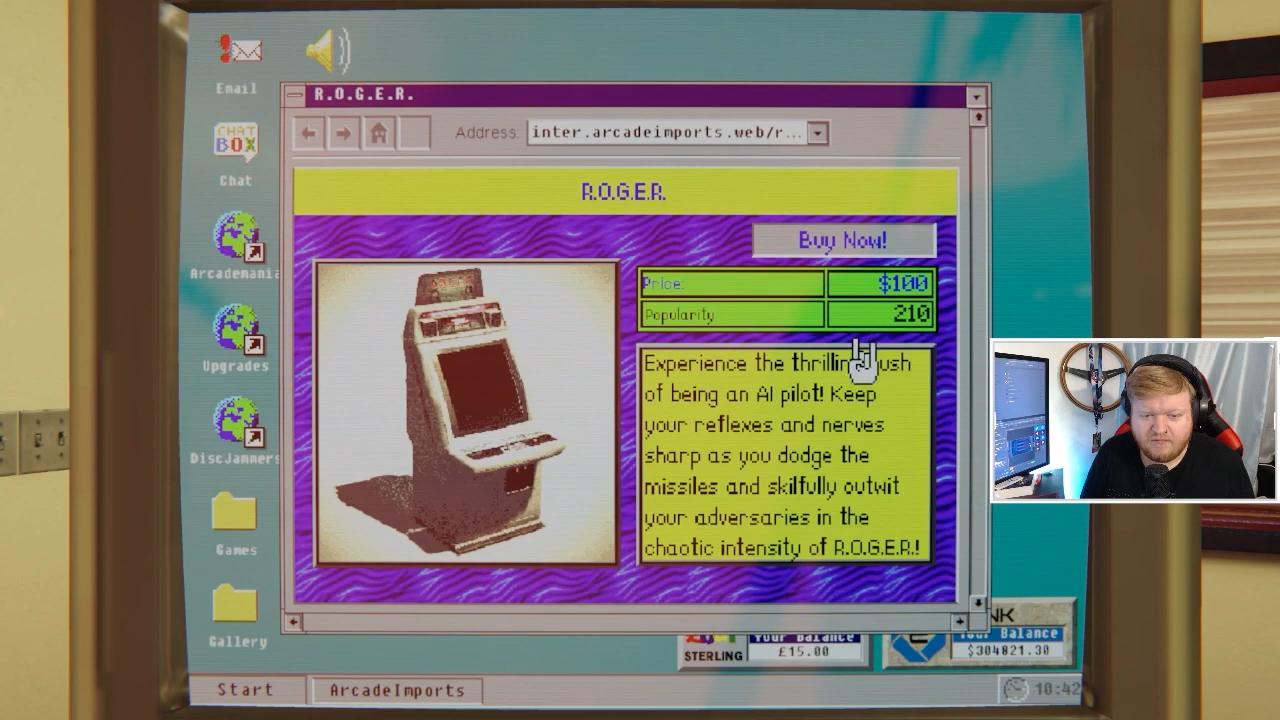 Email
CHAT
BOX
Chat
Arcademania
Upgrades
DiscJammers
Games
Gallery
R.O.G.E.R.
Address: inter.arcadeimports.web/r...
R.O.G.E.R.
Buy Now!
Price: $100
Popularity 210
Experience the thrilling
of being an AI pilot! Keep
your reflexes and nerves
sharp as you dodge the
missiles and skilfully outwit
your adversaries in the
chaotic intensity of R.O.G.E.R.!
STERLING
Your Balance
£15.00
Your Balance
$304821.30
Start
ArcadeImports
10:42